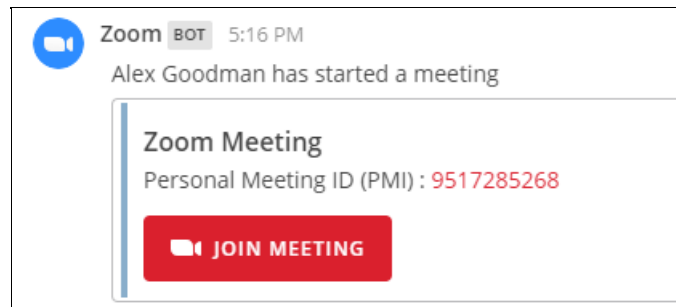 Zoom BOT 5:16 PM
Alex Goodman has started a meeting
Zoom Meeting
Personal Meeting ID (PMI) : 9517285268
JOIN MEETING